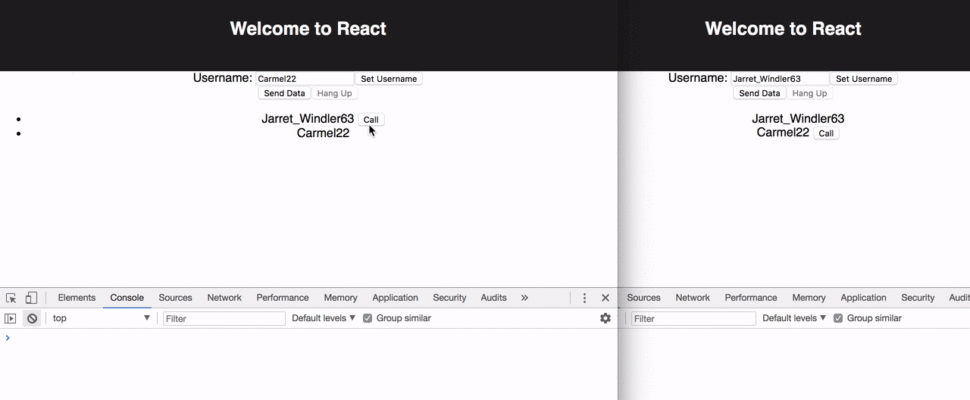 Welcome to React
Username: Carmel22 Set Username
Send Data Hang Up
Jarret_Windler63 Call
Carmel22
Elements Console Sources Network Performance Memory Application Security Audits »
top Filter Default levels ▼ Group similar
›
Welcome to React
Username: Jarret_Windler63 Set Username
Send Data Hang Up
Jarret_Windler63
Carmel22 Call
Sources Network Performance Memory Application Security Audit
Filter Default levels ▼ Group similar